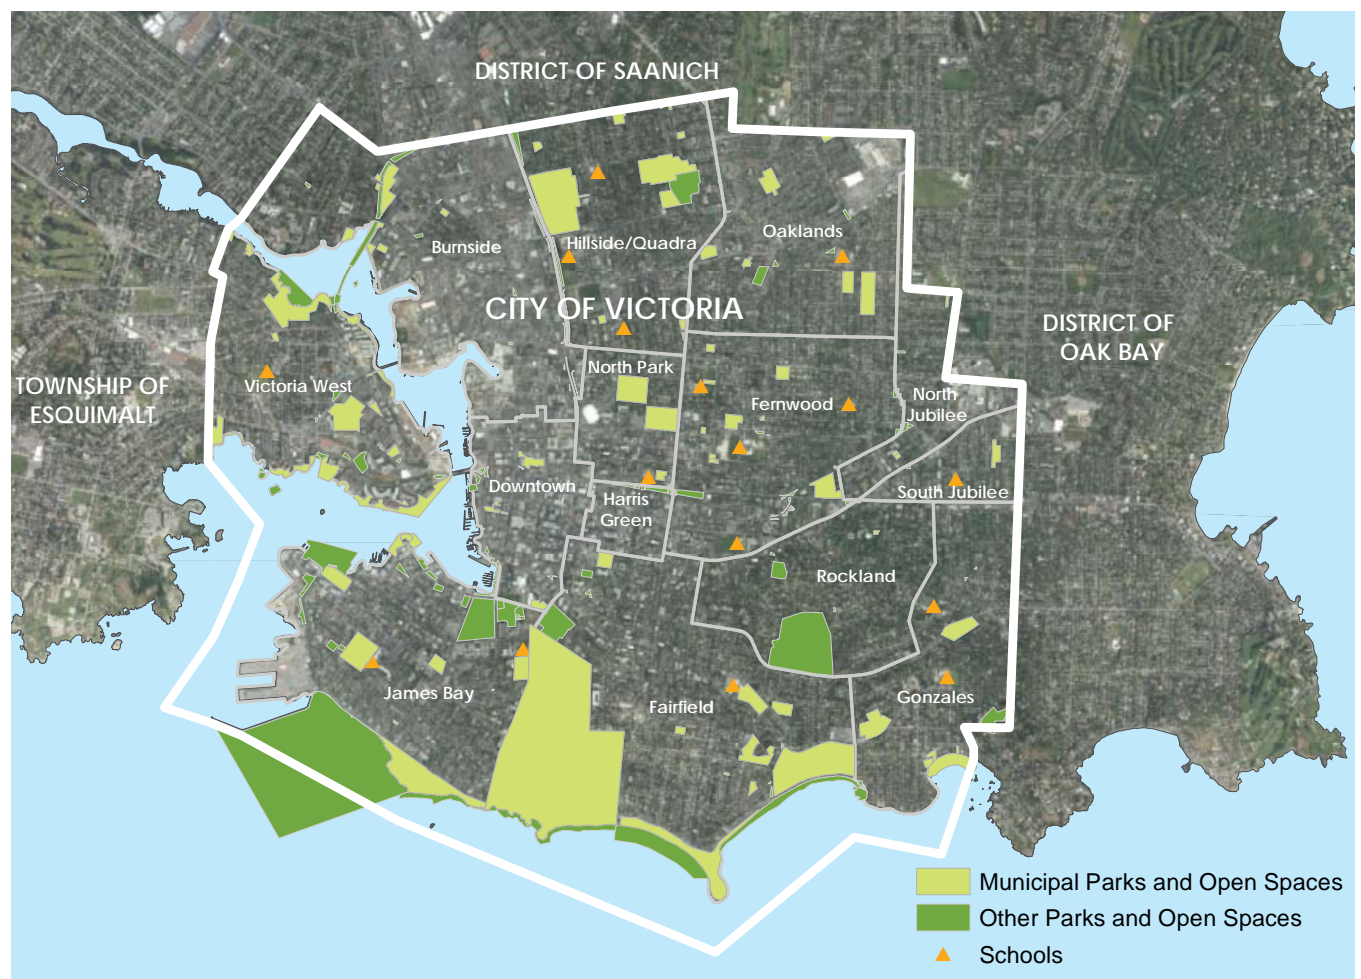 DISTRICT OF SAANICH
Oaklands
Burnside
Hillside/Quadra
CITY OF VICTORIA
DISTRICT OF
OAK BAY
TOWNSHIP OF
ESQUIMALT
Victoria West
North Park
Fernwood
North
Jubilee
Downtown
Harris
Green
South Jubilee
Rockland
James Bay
Fairfield
Gonzales
Municipal Parks and Open Spaces
Other Parks and Open Spaces
Schools